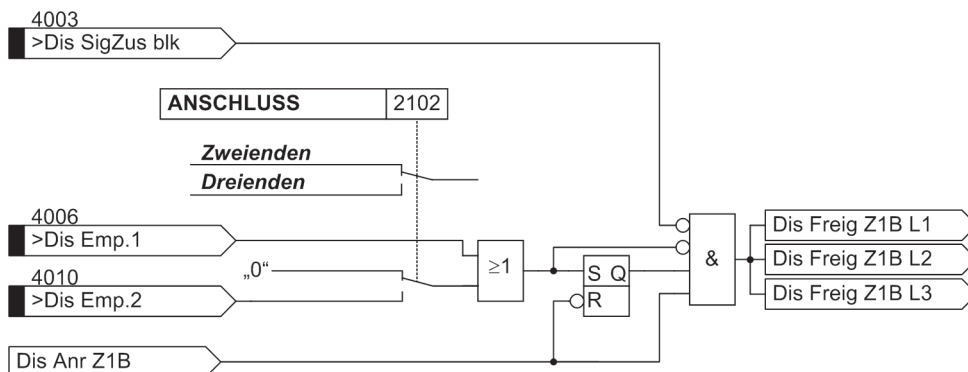 4003
>Dis SigZus blk
ANSCHLUSS 2102
Zweienden
Dreienden
4006
>Dis Emp.1
4010
>Dis Emp.2
„0“
≥1
S Q
R
&
Dis Freig Z1B L1
Dis Freig Z1B L2
Dis Freig Z1B L3
Dis Anr Z1B